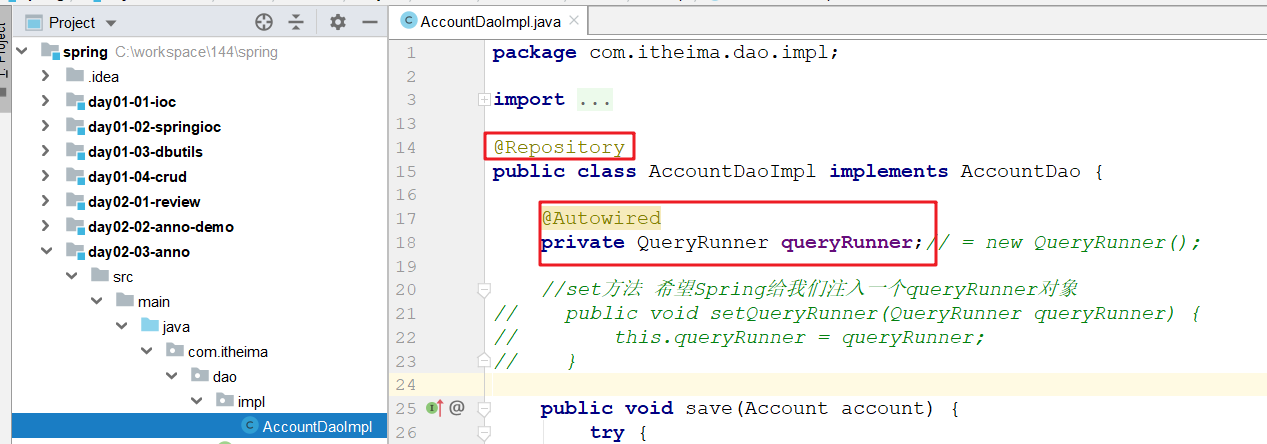 Project
AccountDaoImpl.java
spring C:\workspace\144\spring
.idea
day01-01-ioc
day01-02-springioc
day01-03-dbutils
day01-04-crud
day02-01-review
day02-02-anno-demo
day02-03-anno
src
main
java
com.itheima
dao
impl
AccountDaoImpl
1 package com.itheima.dao.impl;
2
3 import ...
13
14 @Repository
15 public class AccountDaoImpl implements AccountDao {
16
17 @Autowired
18 private QueryRunner queryRunner;// = new QueryRunner();
19
20 //set方法 希望Spring给我们注入一个queryRunner对象
21 // public void setQueryRunner(QueryRunner queryRunner) {
22 // this.queryRunner = queryRunner;
23 // }
24
25 public void save(Account account) {
26 try {